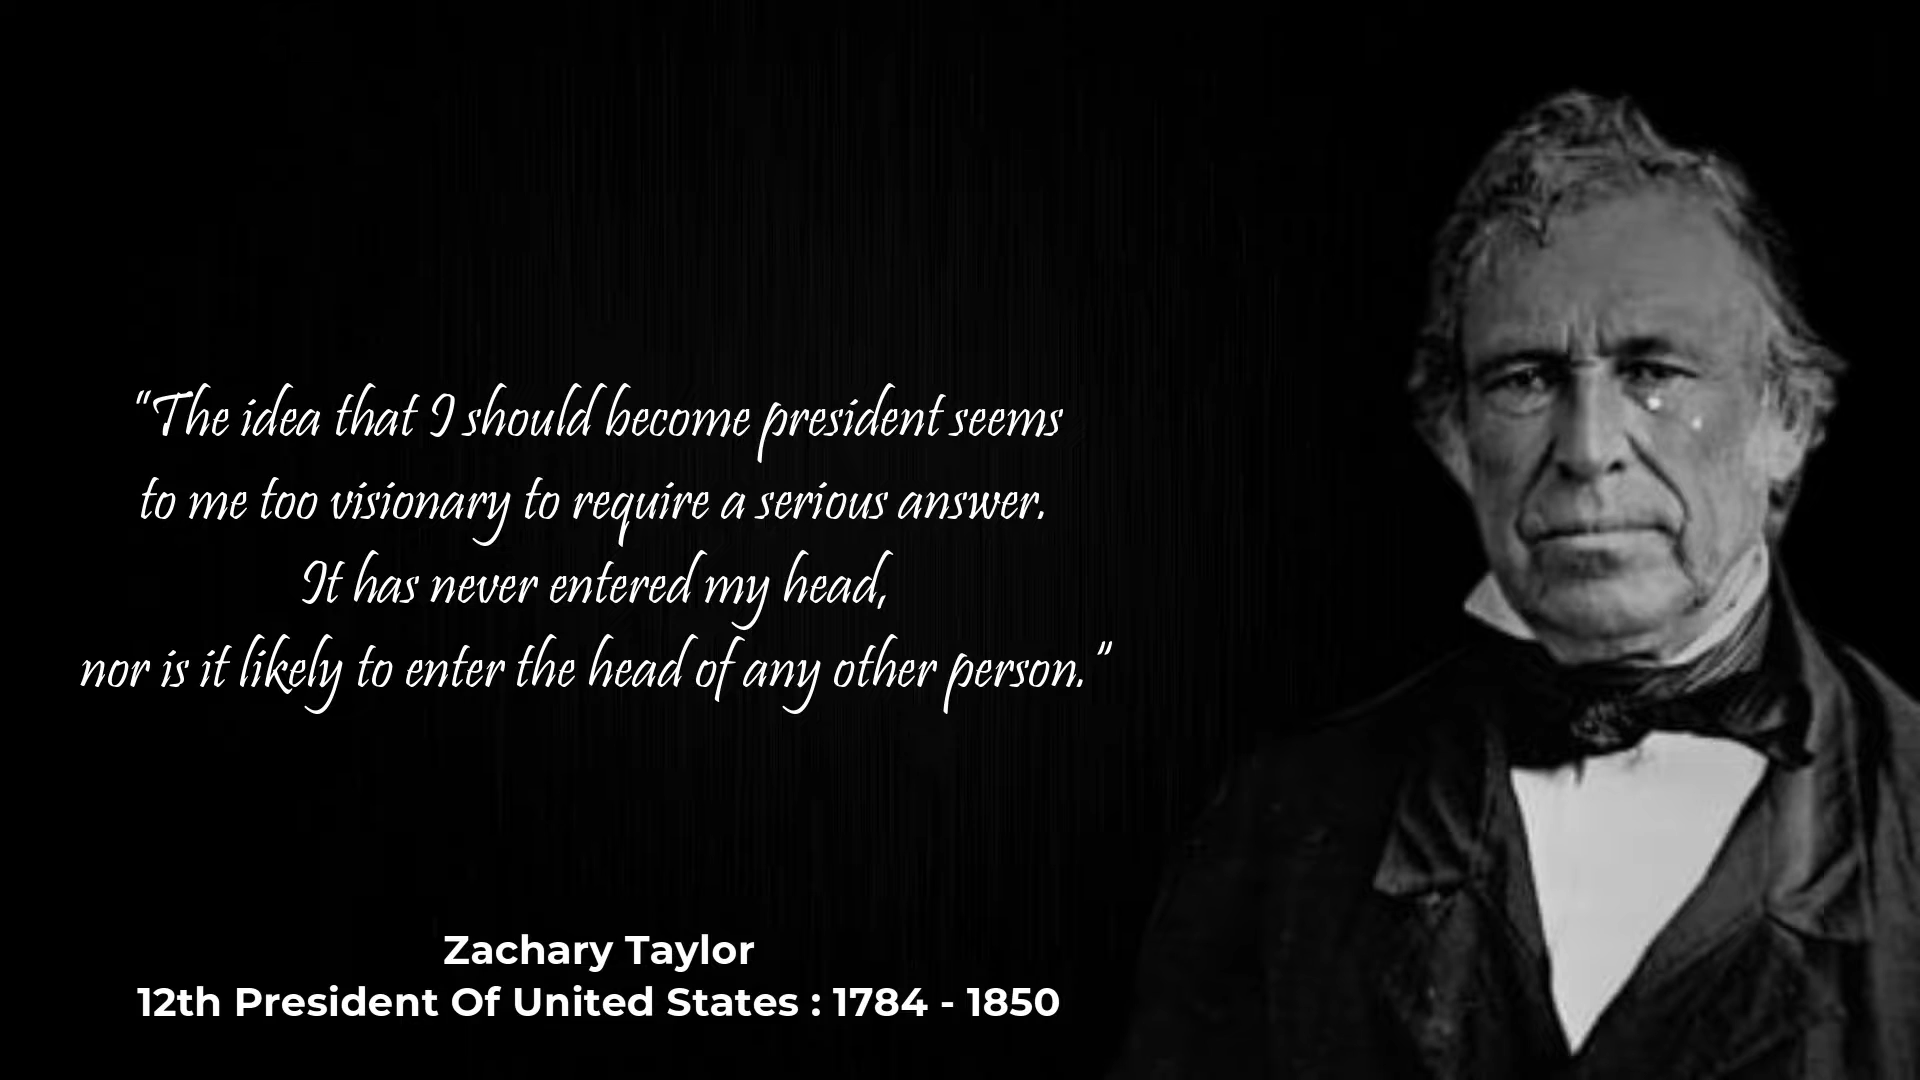 "The idea that I should become president seems
to me too visionary to require a serious answer.
It has never entered my head,
nor is it likely to enter the head of any other person."
Zachary Taylor
12th President Of United States : 1784 - 1850